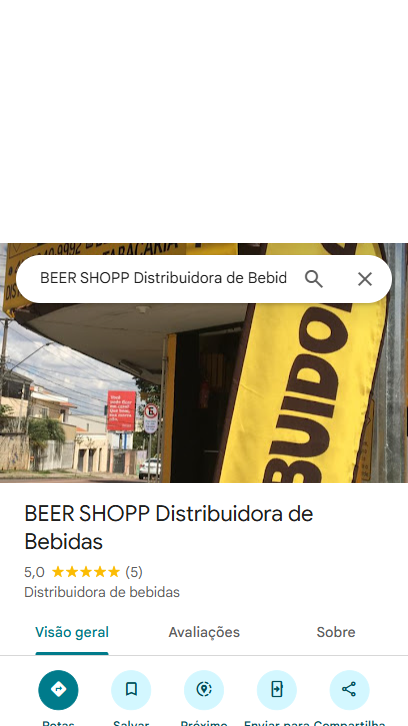 BEER SHOPP Distribuidora de Bebid
TABACARIA
BUIDOR
BEER SHOPP Distribuidora de
Bebidas
5,0 ★★★★★ (5)
Distribuidora de bebidas
Visão geral Avaliações Sobre
Rotas Salvar Próximo Enviar para Compartilha